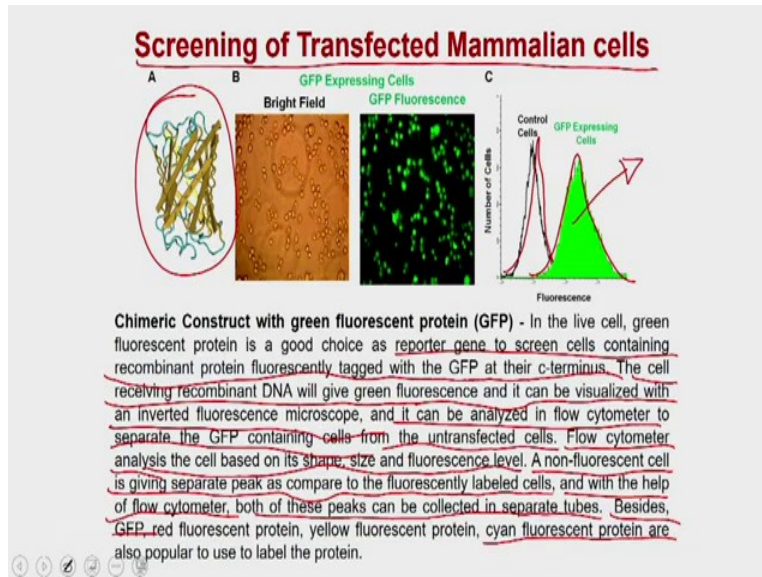 Screening of Transfected Mammalian cells
A
B
GFP Expressing Cells
Bright Field
GFP Fluorescence
C
Control
Cells
GFP Expressing
Cells
Number of Cells
Fluorescence
Chimeric Construct with green fluorescent protein (GFP) - In the live cell, green
fluorescent protein is a good choice as reporter gene to screen cells containing
recombinant protein fluorescently tagged with the GFP at their c-terminus. The cell
receiving recombinant DNA will give green fluorescence and it can be visualized with
an inverted fluorescence microscope, and it can be analyzed in flow cytometer to
separate the GFP containing cells from the untransfected cells. Flow cytometer
analysis the cell based on its shape, size and fluorescence level. A non-fluorescent cell
is giving separate peak as compare to the fluorescently labeled cells, and with the help
of flow cytometer, both of these peaks can be collected in separate tubes. Besides,
GFP, red fluorescent protein, yellow fluorescent protein, cyan fluorescent protein are
also popular to use to label the protein.